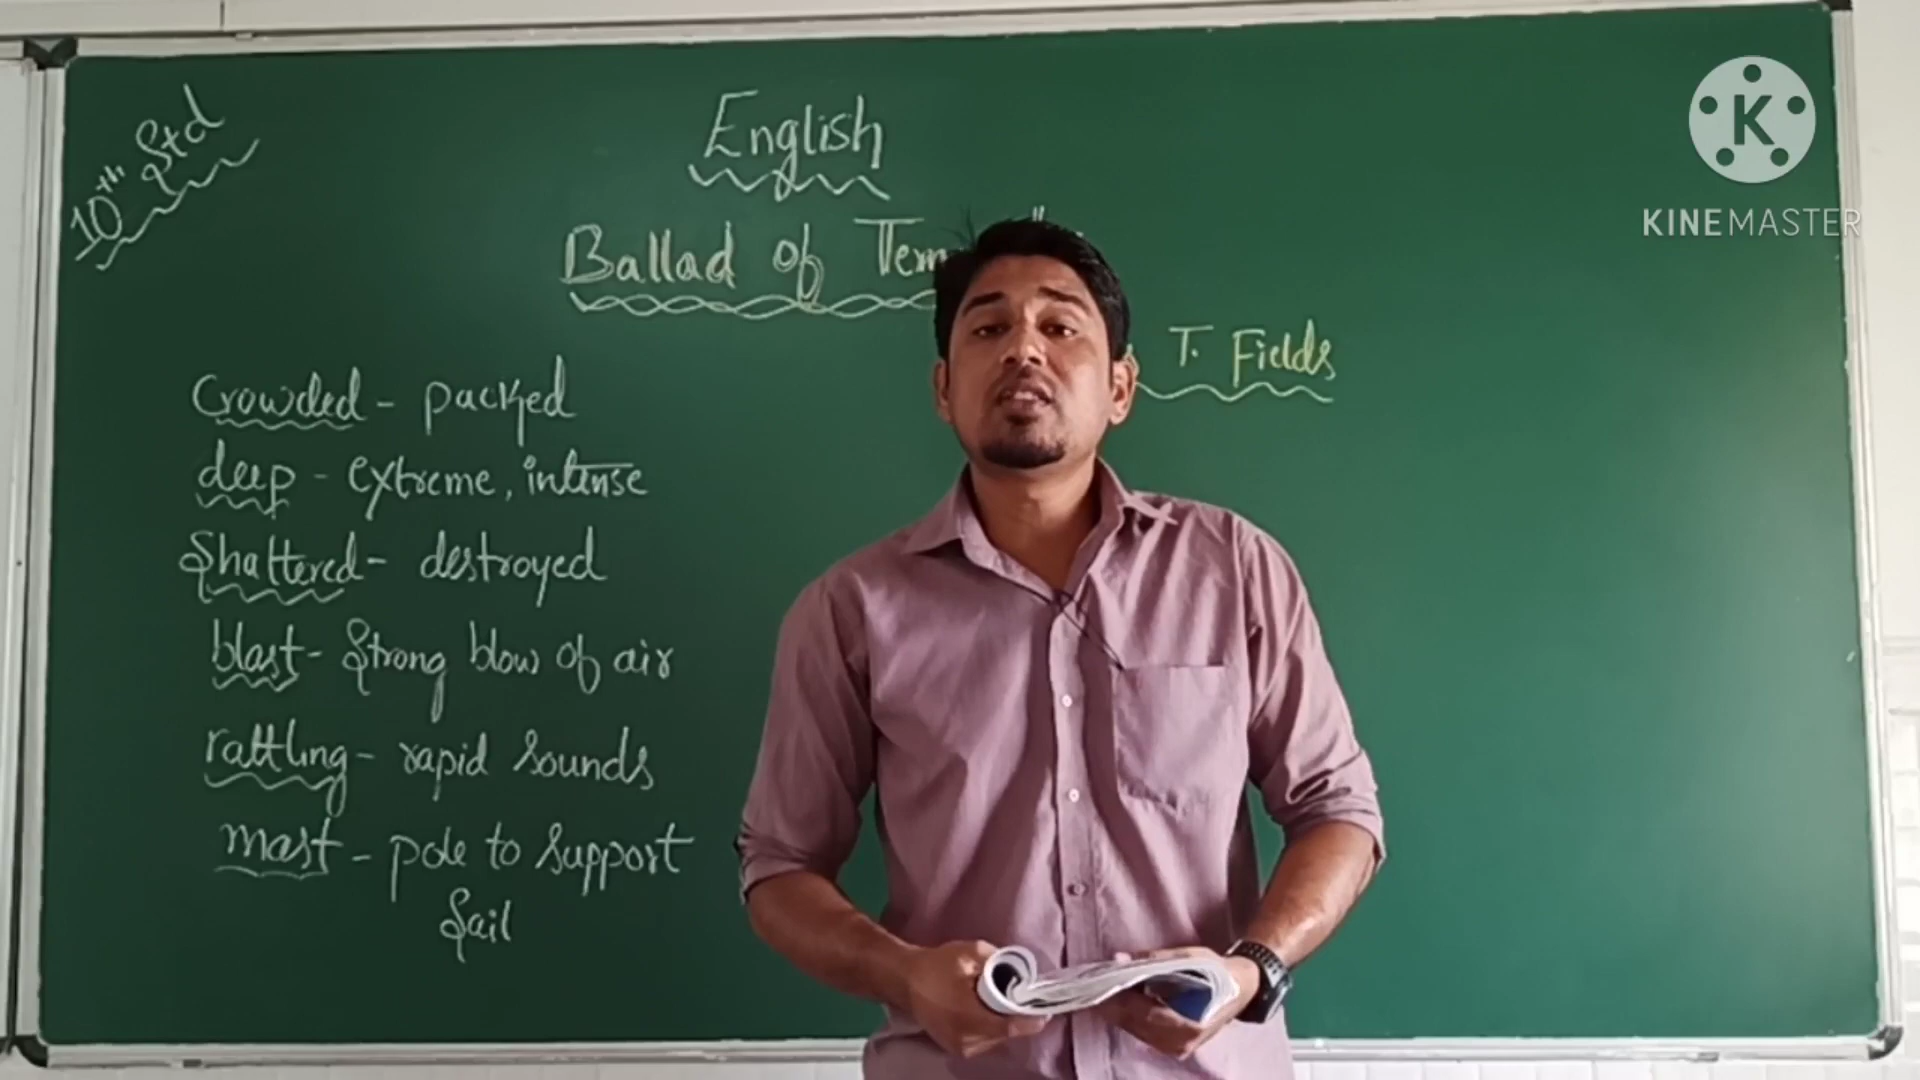 10th Std
English
Ballad of
T. Fields
Crowded - packed
deep - extreme, intense
Shattered - destroyed
blast - Strong blow of air
rattling - rapid sounds
mast - pole to support
sail
K
KINEMASTER